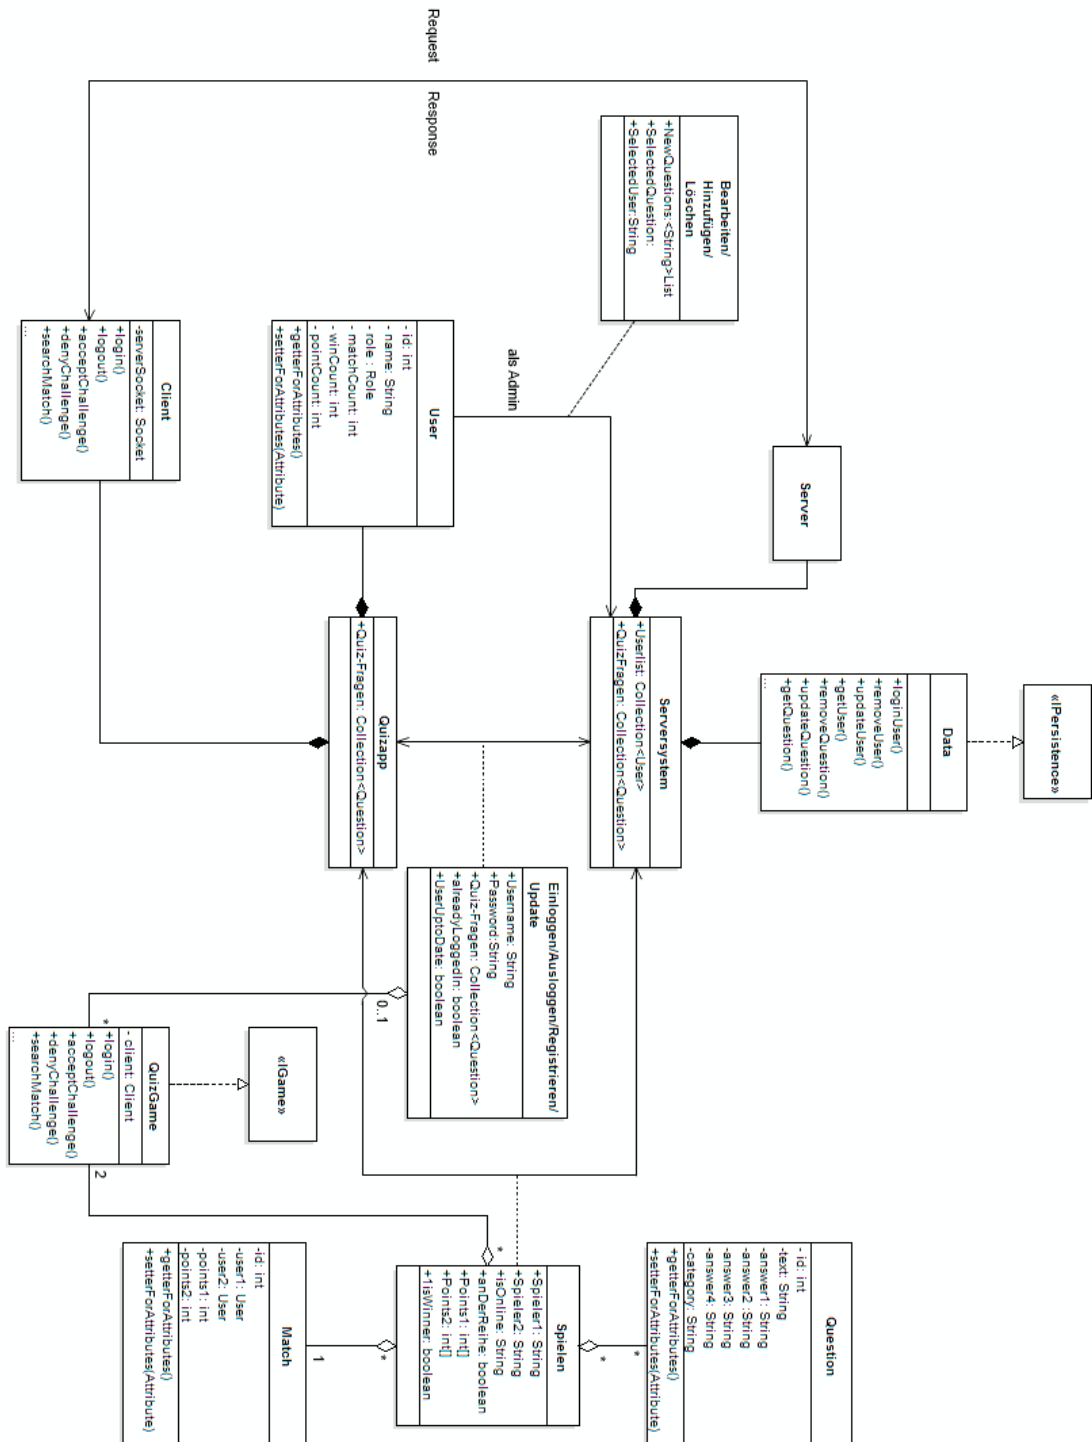 Request
Response
Bearbeiten/
Hinzufügen/
Löschen
+NewQuestions:<String>List
+SelectedQuestion:
+SelectedUser:String
Client
-serverSocket: Socket
+login()
+logout()
+acceptChallenge()
+denyChallenge()
+searchMatch()
...
User
- id: int
- name: String
- role : Role
- matchCount: int
- winCount: int
- pointCount: int
+getterForAttributes()
+setterForAttributes(Attribute)
als Admin
Server
Serversystem
+Userlist: Collection<User>
+QuizFragen: Collection<Question>
Quizapp
+Quiz-Fragen: Collection<Question>
Data
+loginUser()
+removeUser()
+updateUser()
+getUser()
+removeQuestion()
+updateQuestion()
+getQuestion()
...
«IPersistence»
Einloggen/Ausloggen/Registrieren/
Update
+Username: String
+Password:String
+Quiz-Fragen: Collection<Question>
+alreadyLoggedIn: boolean
+UserUptoDate: boolean
0..1
*
QuizGame
- client: Client
+login()
+logout()
+acceptChallenge()
+denyChallenge()
+searchMatch()
...
«IGame»
2
*
Spielen
+Spieler1: String
+Spieler2: String
+isOnline: String
+anDerReihe: boolean
+Points1: int[]
+Points2: int[]
+1isWinner: boolean
*
*
*
1
Match
-id: int
-user1: User
-user2: User
-points1: int
-points2: int
+getterForAttributes()
+setterForAttributes(Attribute)
Question
- id: int
-text: String
-answer1: String
-answer2 :String
-answer3: String
-answer4: String
-category: String
+getterForAttributes()
+setterForAttributes(Attribute)